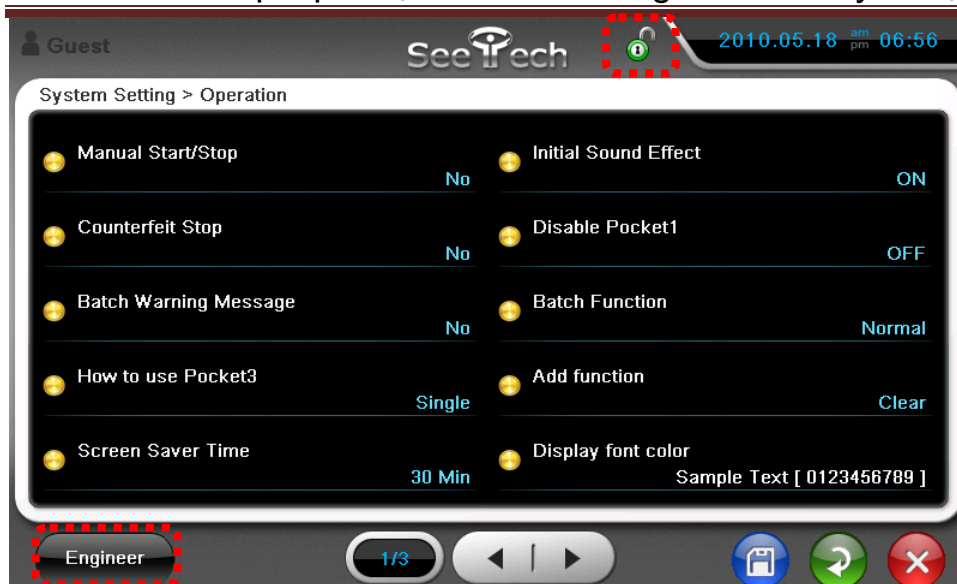 Guest
SeeTech
2010.05.18 am pm 06:56
System Setting > Operation
Manual Start/Stop
No
Initial Sound Effect
ON
Counterfeit Stop
No
Disable Pocket1
OFF
Batch Warning Message
No
Batch Function
Normal
How to use Pocket3
Single
Add function
Clear
Screen Saver Time
30 Min
Display font color
Sample Text [ 0123456789 ]
Engineer
1/3